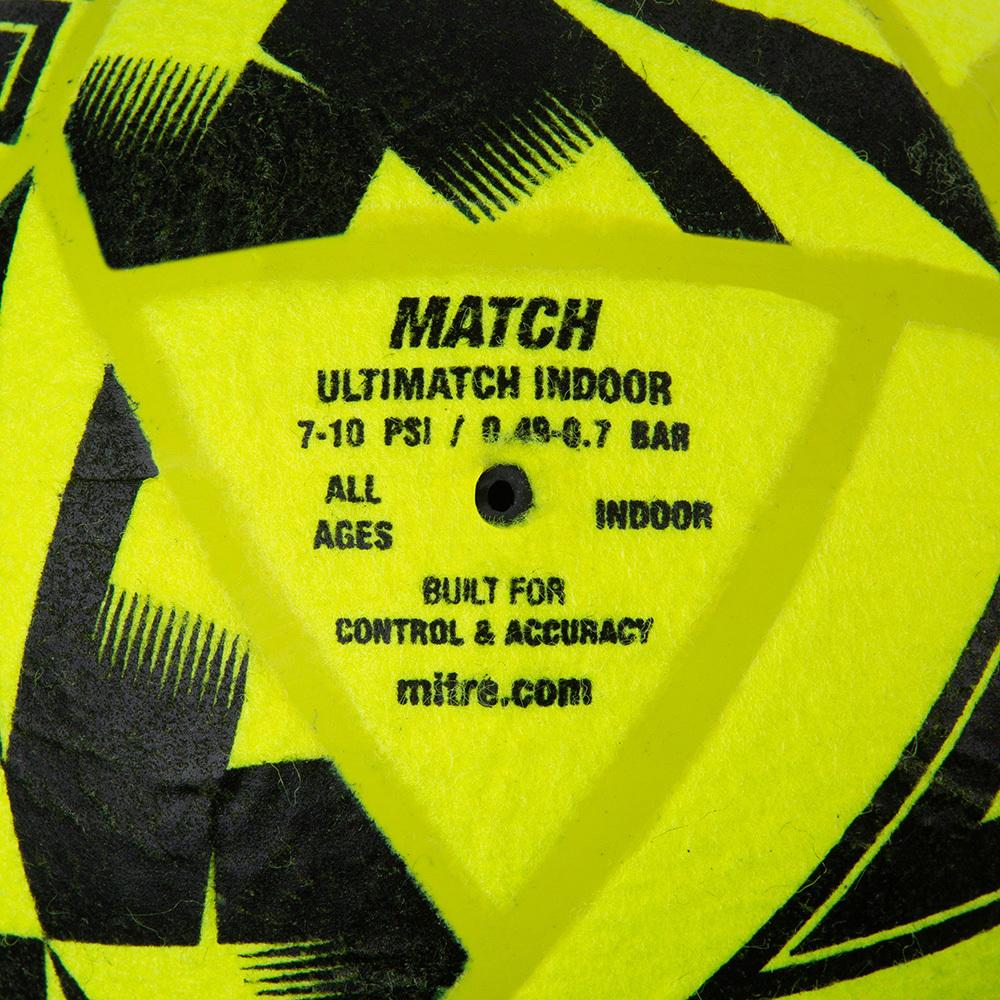 MATCH
ULTIMATCH INDOOR
7-10 PSI / 0.49-0.7 BAR
ALL
AGES
INDOOR
BUILT FOR
CONTROL & ACCURACY
mitre.com